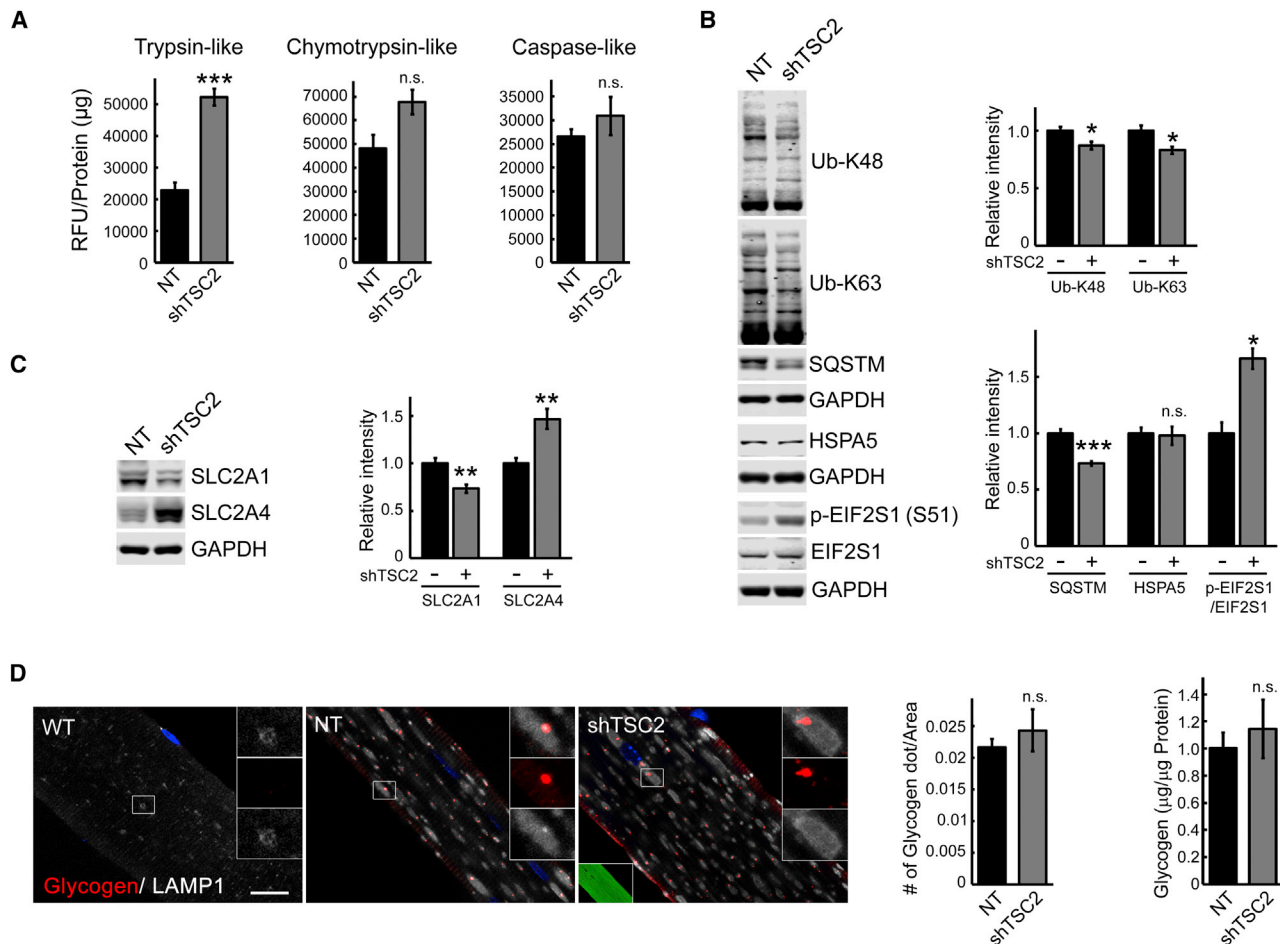 A
Trypsin-like
Chymotrypsin-like
Caspase-like
RFU/Protein (µg)
50000
40000
30000
20000
10000
0
***
NT
shTSC2
70000
60000
50000
40000
30000
20000
10000
0
n.s.
NT
shTSC2
35000
30000
25000
20000
15000
10000
5000
0
n.s.
NT
shTSC2
B
NT
shTSC2
Ub-K48
Ub-K63
SQSTM
GAPDH
HSPA5
GAPDH
p-EIF2S1 (S51)
EIF2S1
GAPDH
Relative intensity
1.0
0.5
0
*
*
shTSC2
- + - +
Ub-K48 Ub-K63
Relative intensity
1.5
1.0
0.5
0
***
n.s.
*
shTSC2
- + - + - +
SQSTM HSPA5 p-EIF2S1
/EIF2S1
C
NT
shTSC2
SLC2A1
SLC2A4
GAPDH
Relative intensity
1.5
1.0
0.5
0
**
**
shTSC2
- + - +
SLC2A1 SLC2A4
D
WT
Glycogen/ LAMP1
NT
shTSC2
# of Glycogen dot/Area
0.025
0.02
0.015
0.01
0.005
0
n.s.
NT
shTSC2
Glycogen (µg/µg Protein)
1.4
1.2
1.0
0.8
0.6
0.4
0.2
0
n.s.
NT
shTSC2